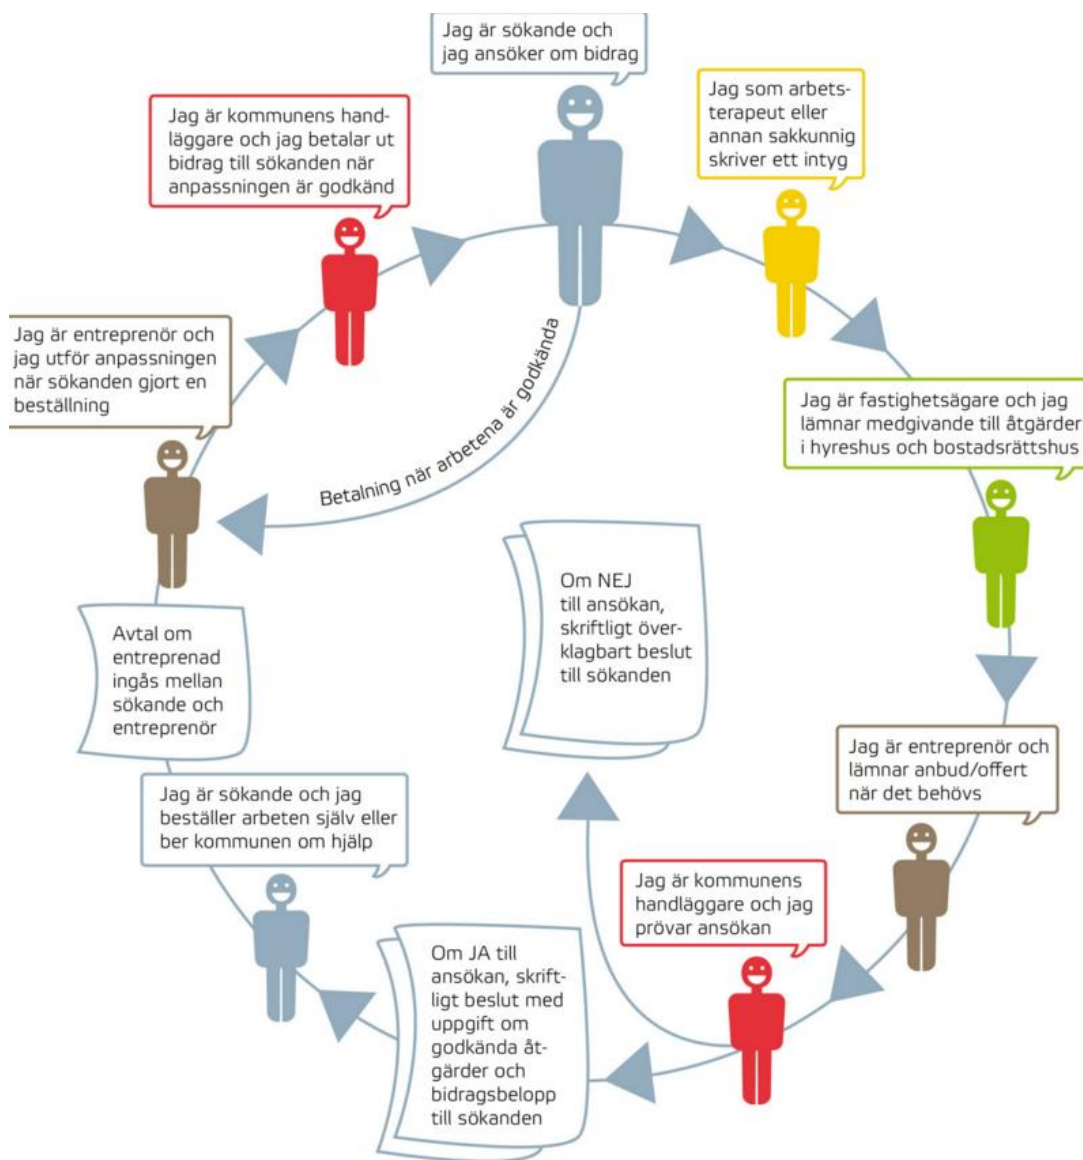 Jag är sökande och
jag ansöker om bidrag
Jag som arbets-
terapeut eller
annan sakkunnig
skriver ett intyg
Jag är fastighetsägare och jag
lämnar medgivande till åtgärder
i hyreshus och bostadsrättshus
Jag är entreprenör och
lämnar anbud/offert
när det behövs
Jag är kommunens
handläggare och jag
prövar ansökan
Om NEJ
till ansökan,
skriftligt över-
klagbart beslut
till sökanden
Om JA till
ansökan, skrift-
ligt beslut med
uppgift om
godkända åt-
gärder och
bidragsbelopp
till sökanden
Jag är sökande och jag
beställer arbeten själv eller
ber kommunen om hjälp
Avtal om
entreprenad
ingås mellan
sökande och
entreprenör
Jag är entreprenör och
jag utför anpassningen
när sökanden gjort en
beställning
Jag är kommunens hand-
läggare och jag betalar ut
bidrag till sökanden när
anpassningen är godkänd
Betalning när arbetena är godkända